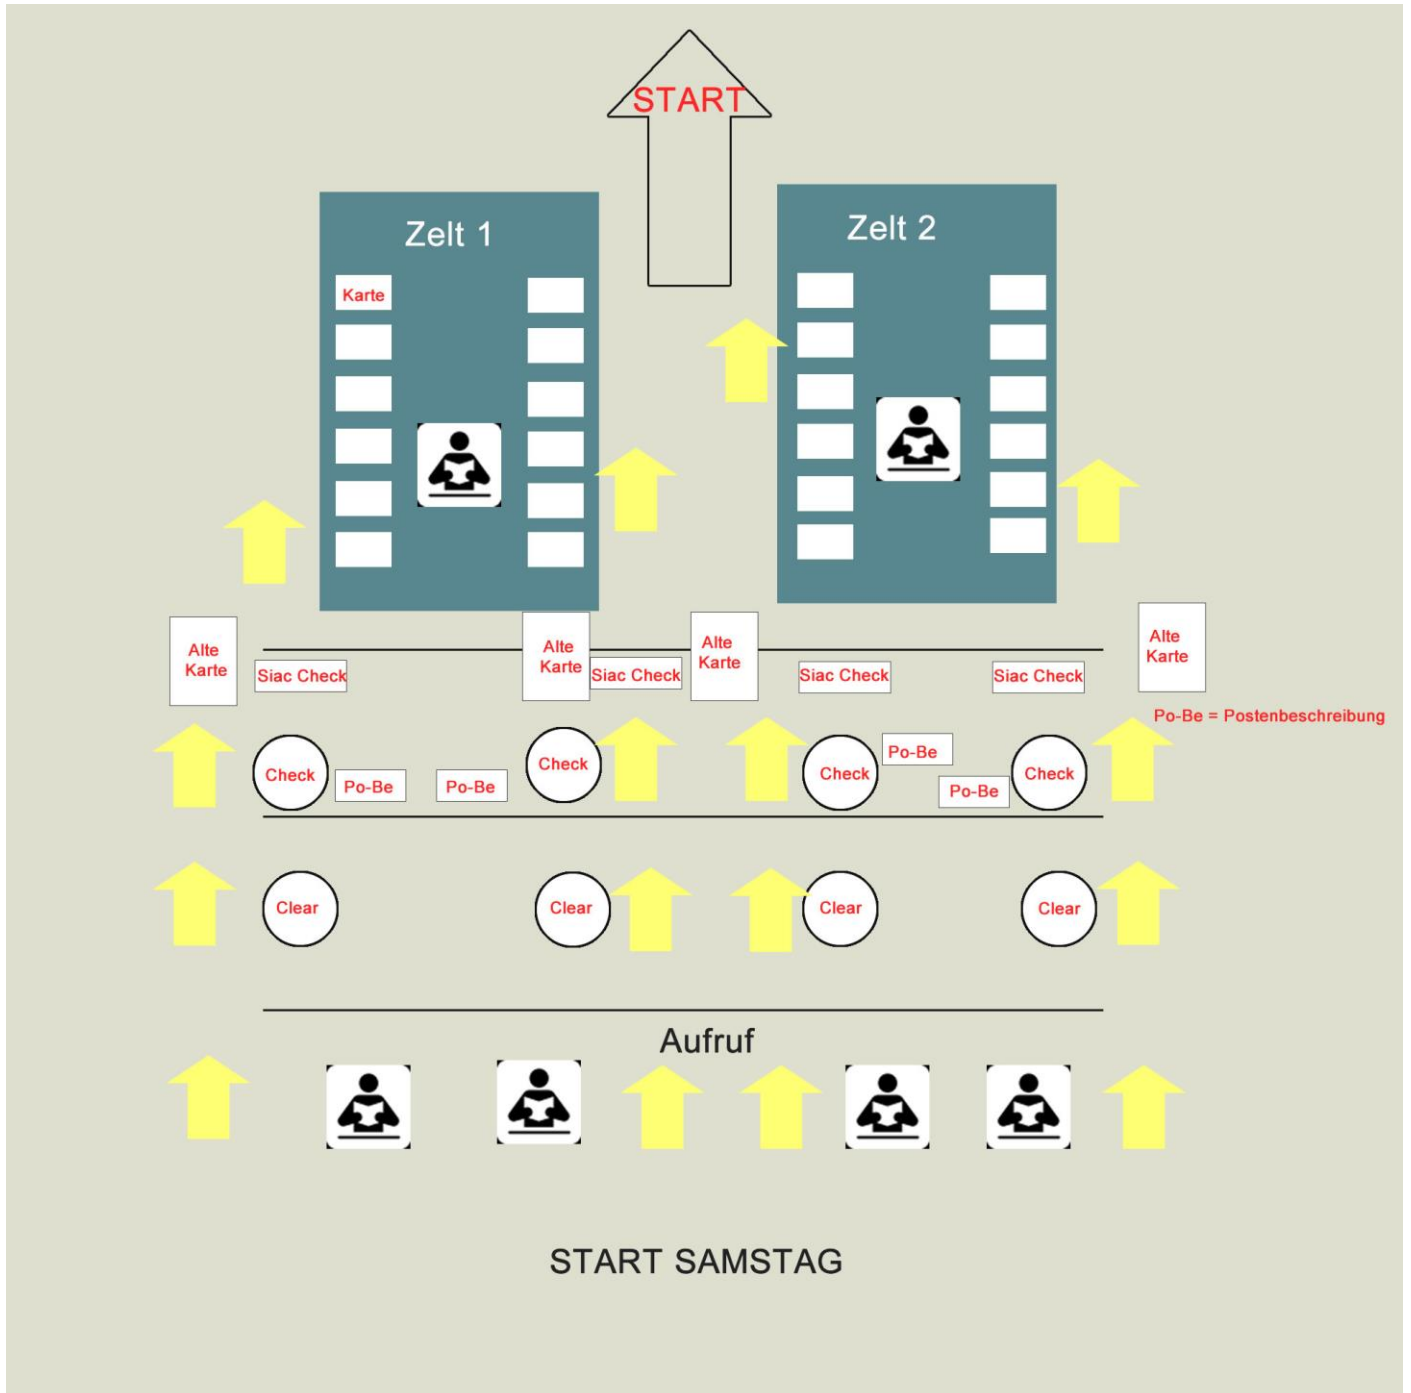 START
Zelt 1
Zelt 2
Karte
Alte
Karte
Alte
Karte
Alte
Karte
Alte
Karte
Siac Check
Siac Check
Siac Check
Siac Check
Po-Be = Postenbeschreibung
Check
Check
Check
Check
Po-Be
Po-Be
Po-Be
Po-Be
Clear
Clear
Clear
Clear
Aufruf
START SAMSTAG